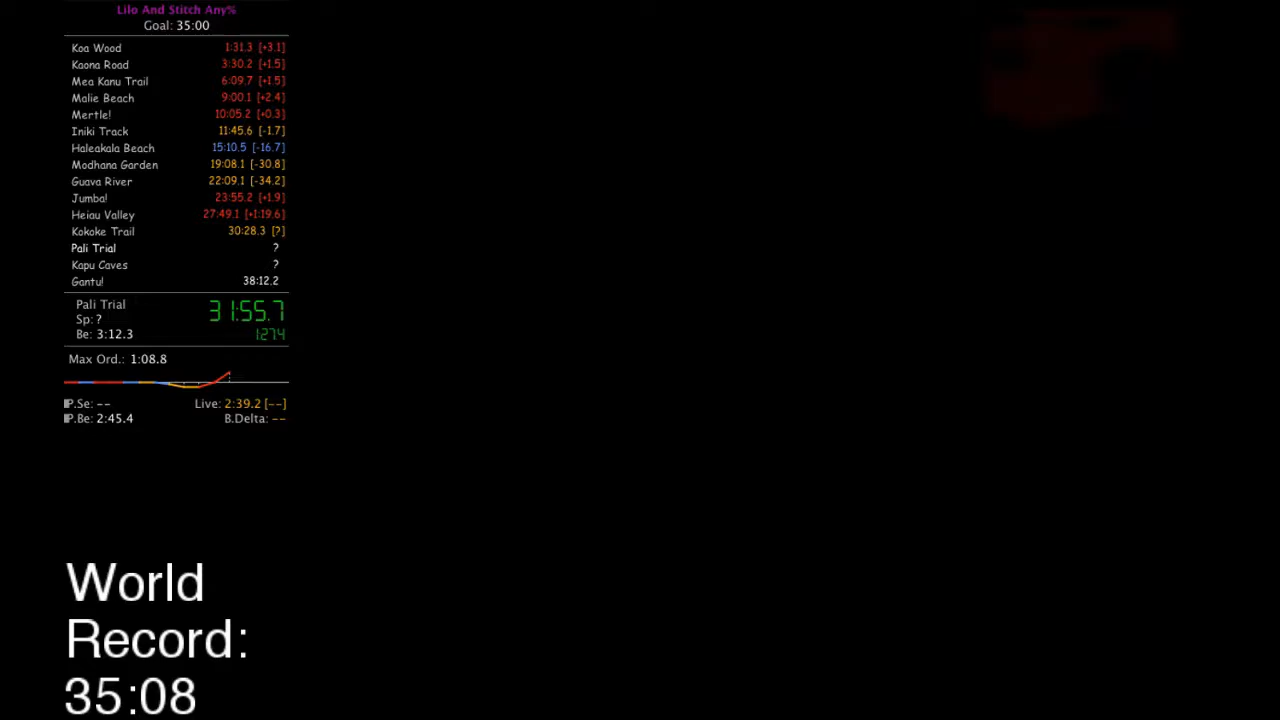 Lilo And Stitch Any%
Goal: 35:00
Koa Wood 1:31.3 [+3.1]
Kaona Road 3:30.2 [+1.5]
Mea Kanu Trail 6:09.7 [+1.5]
Malie Beach 9:00.1 [+2.4]
Mertle! 10:05.2 [+0.3]
Iniki Track 11:45.6 [-1.7]
Haleakala Beach 15:10.5 [-16.7]
Modhana Garden 19:08.1 [-30.8]
Guava River 22:09.1 [-34.2]
Jumba! 23:55.2 [+1.9]
Heiau Valley 27:49.1 [+1:19.6]
Kokoke Trail 30:28.3 [?]
Pali Trial ?
Kapu Caves ?
Gantu! 38:12.2
Pali Trial 31:55.7
Sp: ?
Be: 3:12.3 127.4
Max Ord.: 1:08.8
P.Se: -- Live: 2:39.2 [--]
P.Be: 2:45.4 B.Delta: --
World
Record:
35:08